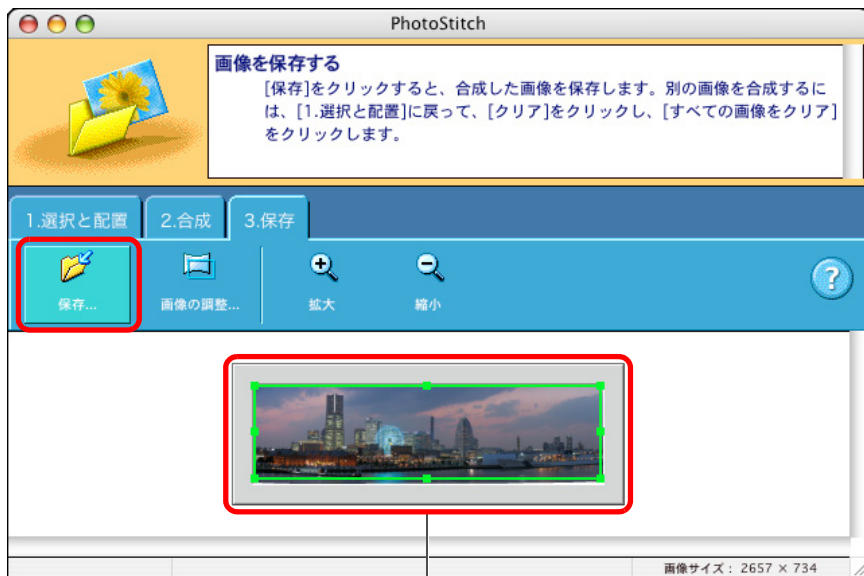 PhotoStitch
画像を保存する
[保存]をクリックすると、合成した画像を保存します。別の画像を合成するに
は、[1.選択と配置]に戻って、[クリア]をクリックし、[すべての画像をクリア]
をクリックします。
1.選択と配置 2.合成 3.保存
保存... 画像の調整... 拡大 縮小 ?
画像サイズ： 2657 × 734